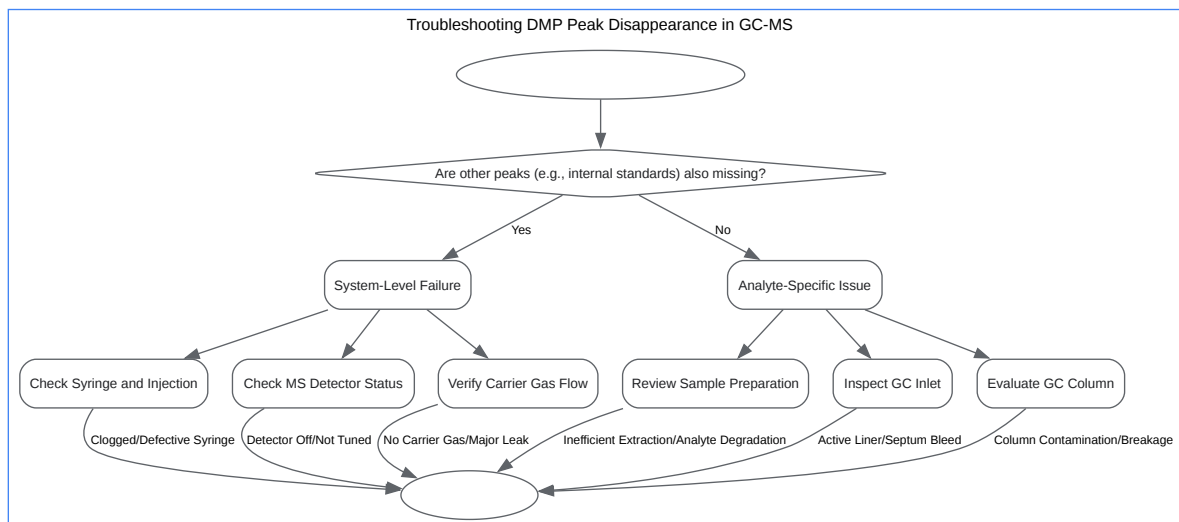 Troubleshooting DMP Peak Disappearance in GC-MS
Are other peaks (e.g., internal standards) also missing?
Yes
No
System-Level Failure
Analyte-Specific Issue
Check Syringe and Injection
Check MS Detector Status
Verify Carrier Gas Flow
Review Sample Preparation
Inspect GC Inlet
Evaluate GC Column
Clogged/Defective Syringe
Detector Off/Not Tuned
No Carrier Gas/Major Leak
Inefficient Extraction/Analyte Degradation
Active Liner/Septum Bleed
Column Contamination/Breakage